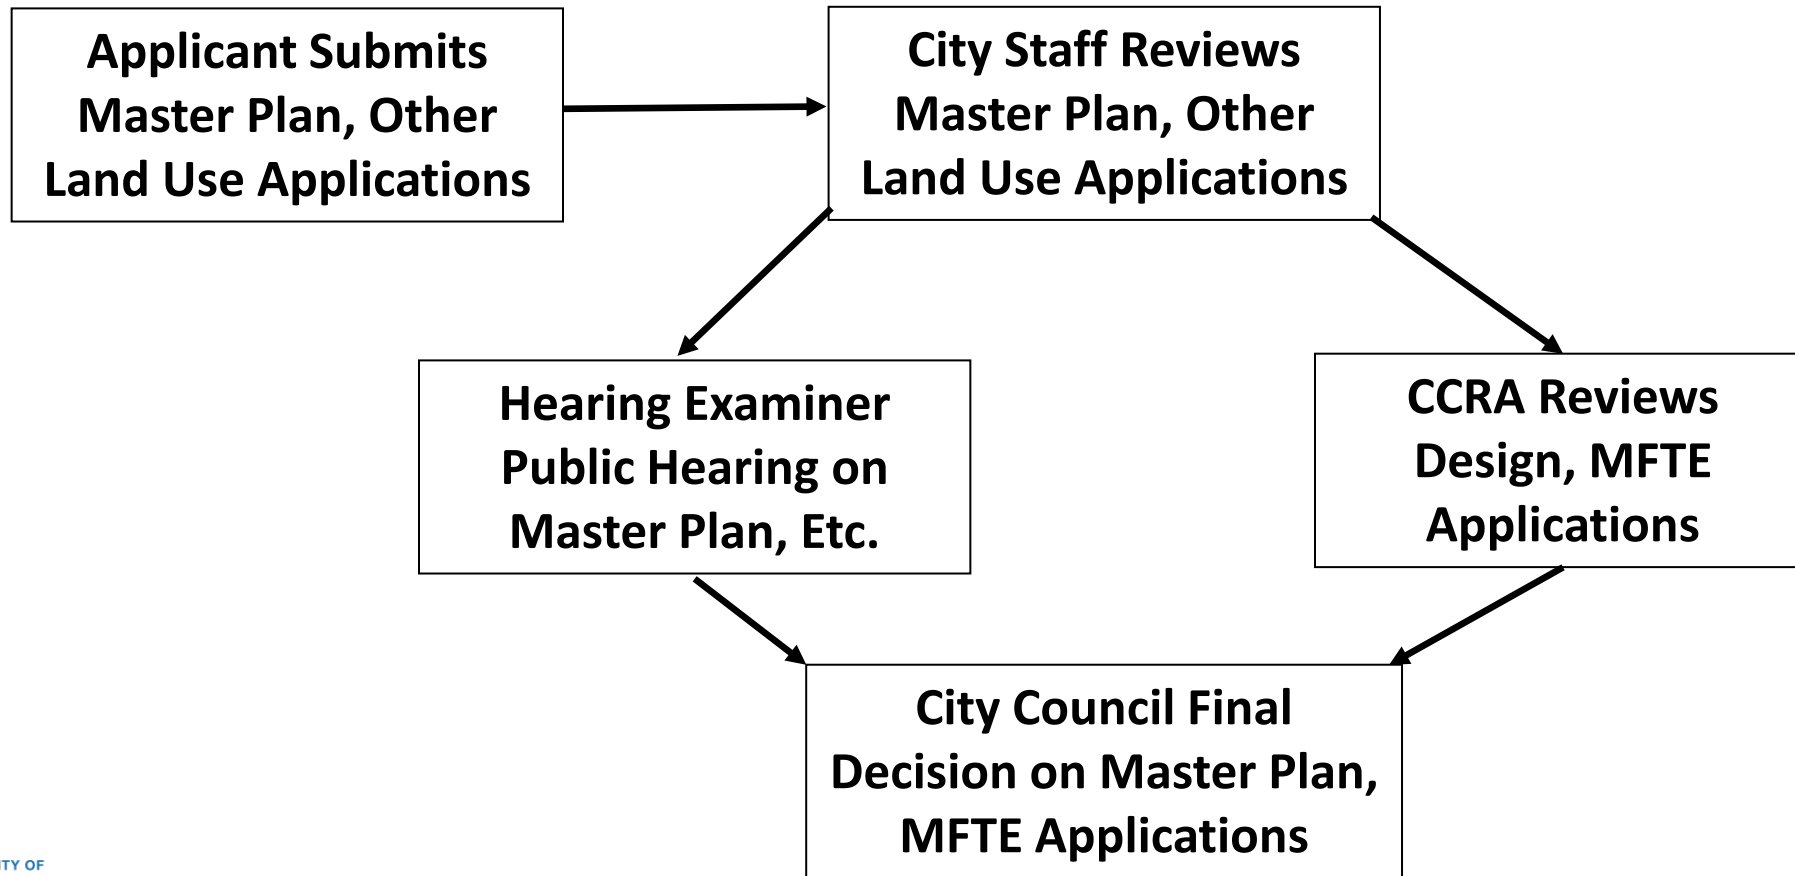 Applicant Submits
Master Plan, Other
Land Use Applications
City Staff Reviews
Master Plan, Other
Land Use Applications
Hearing Examiner
Public Hearing on
Master Plan, Etc.
CCRA Reviews
Design, MFTE
Applications
City Council Final
Decision on Master Plan,
MFTE Applications
OF